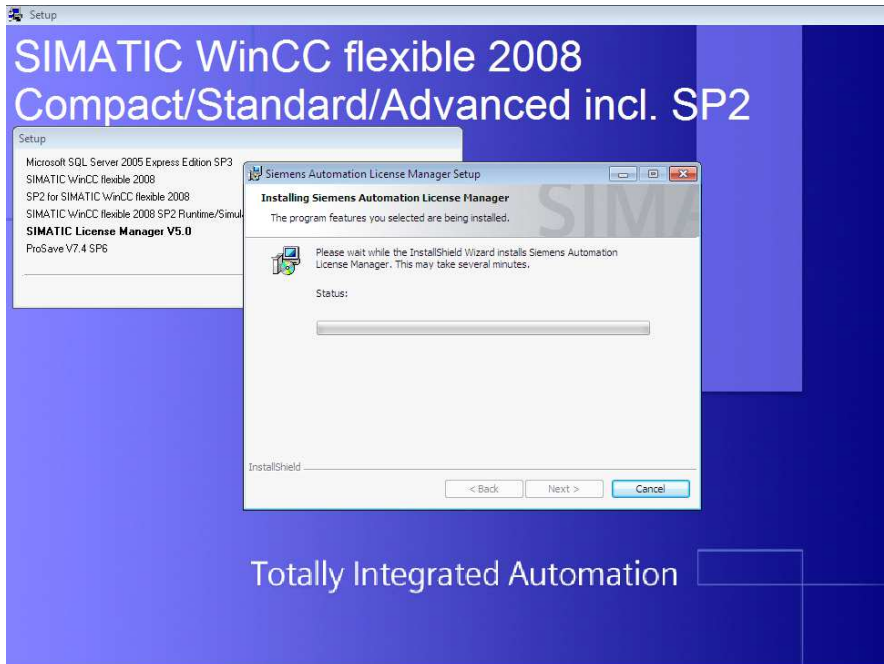 Setup
SIMATIC WinCC flexible 2008
Compact/Standard/Advanced incl. SP2
Setup
Microsoft SQL Server 2005 Express Edition SP3
SIMATIC WinCC flexible 2008
SP2 for SIMATIC WinCC flexible 2008
SIMATIC WinCC flexible 2008 SP2 Runtime/Simul
SIMATIC License Manager V5.0
ProSave V7.4 SP6
Siemens Automation License Manager Setup
Installing Siemens Automation License Manager
The program features you selected are being installed.
SIMA
Please wait while the InstallShield Wizard installs Siemens Automation
License Manager. This may take several minutes.
Status:
InstallShield
< Back
Next >
Cancel
Totally Integrated Automation